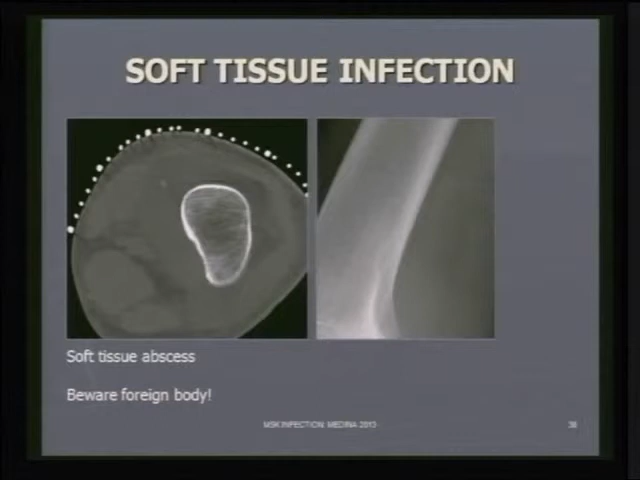 SOFT TISSUE INFECTION
Soft tissue abscess
Beware foreign body!
MSK INFECTION: MEDINA 2013
38